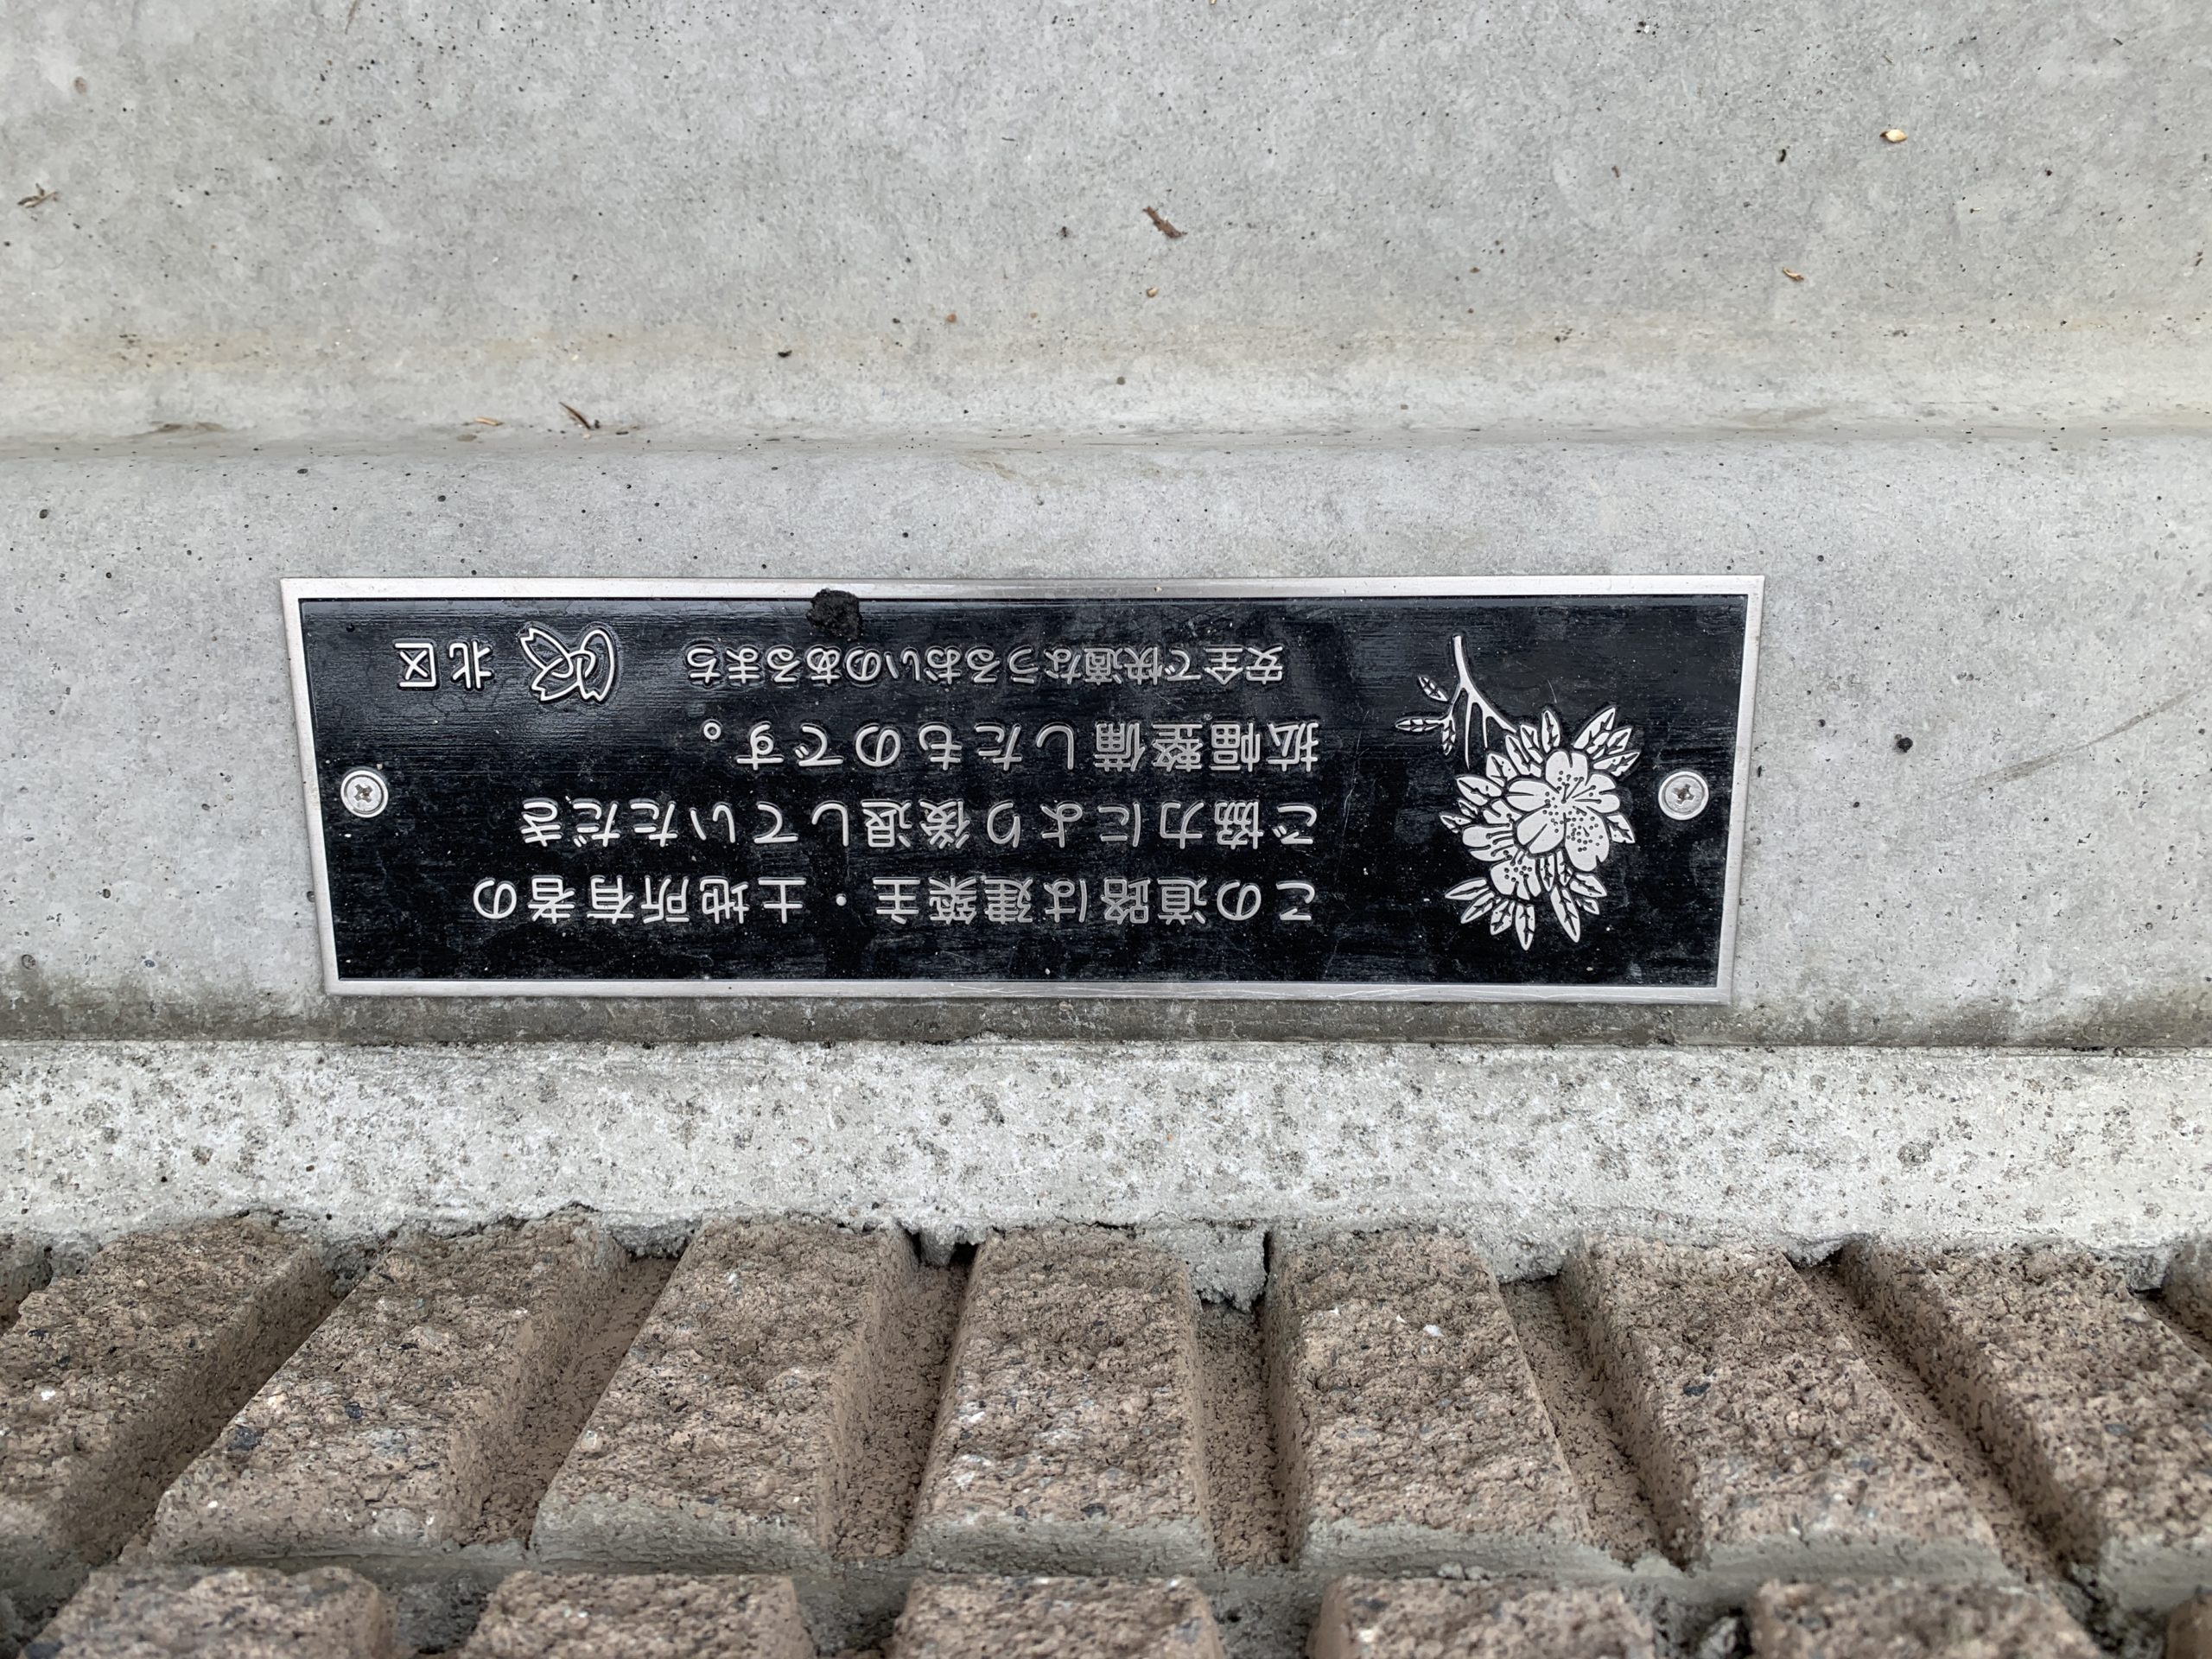 この道路は建築主・土地所有者の
ご協力により後退していただき
拡幅整備したものです。
安全で快適なうるおいのあるまち 北区